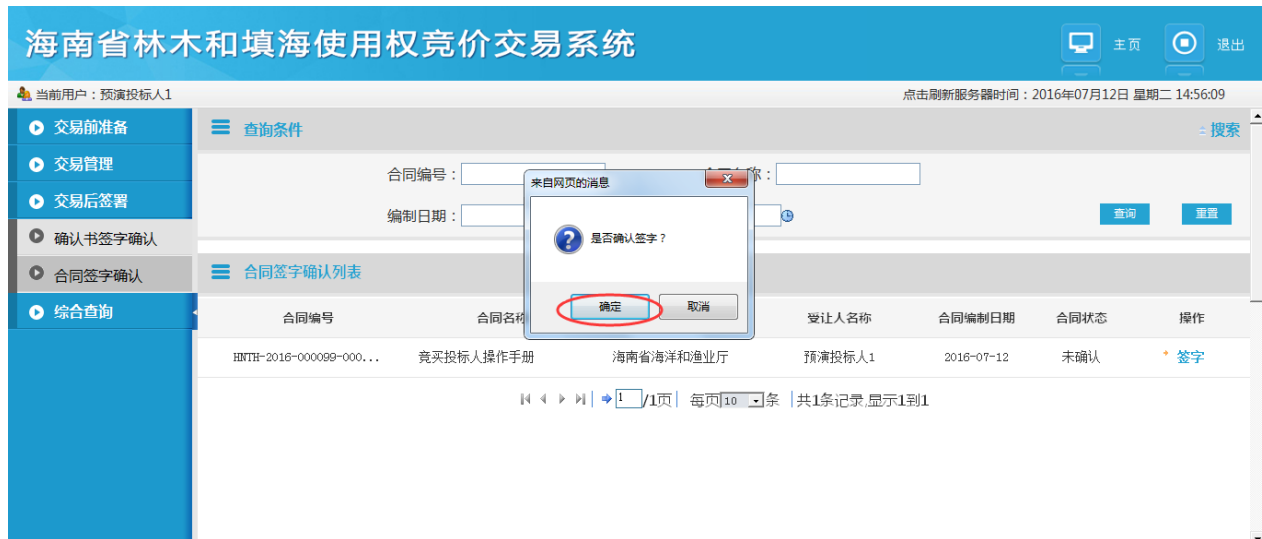 海南省林木和填海使用权竞价交易系统
主页
退出
当前用户：预演投标人1
点击刷新服务器时间：2016年07月12日 星期二 14:56:09
交易前准备
交易管理
交易后签署
确认书签字确认
合同签字确认
综合查询
查询条件
搜索
合同编号：
称：
编制日期：
查询
重置
来自网页的消息
是否确认签字？
确定
取消
合同签字确认列表
合同编号 合同名称 受让人名称 合同编制日期 合同状态 操作
HNTH-2016-000099-000... 竞买投标人操作手册 海南省海洋和渔业厅 预演投标人1 2016-07-12 未确认 * 签字
1 /1页 每页 10 条 共1条记录,显示1到1